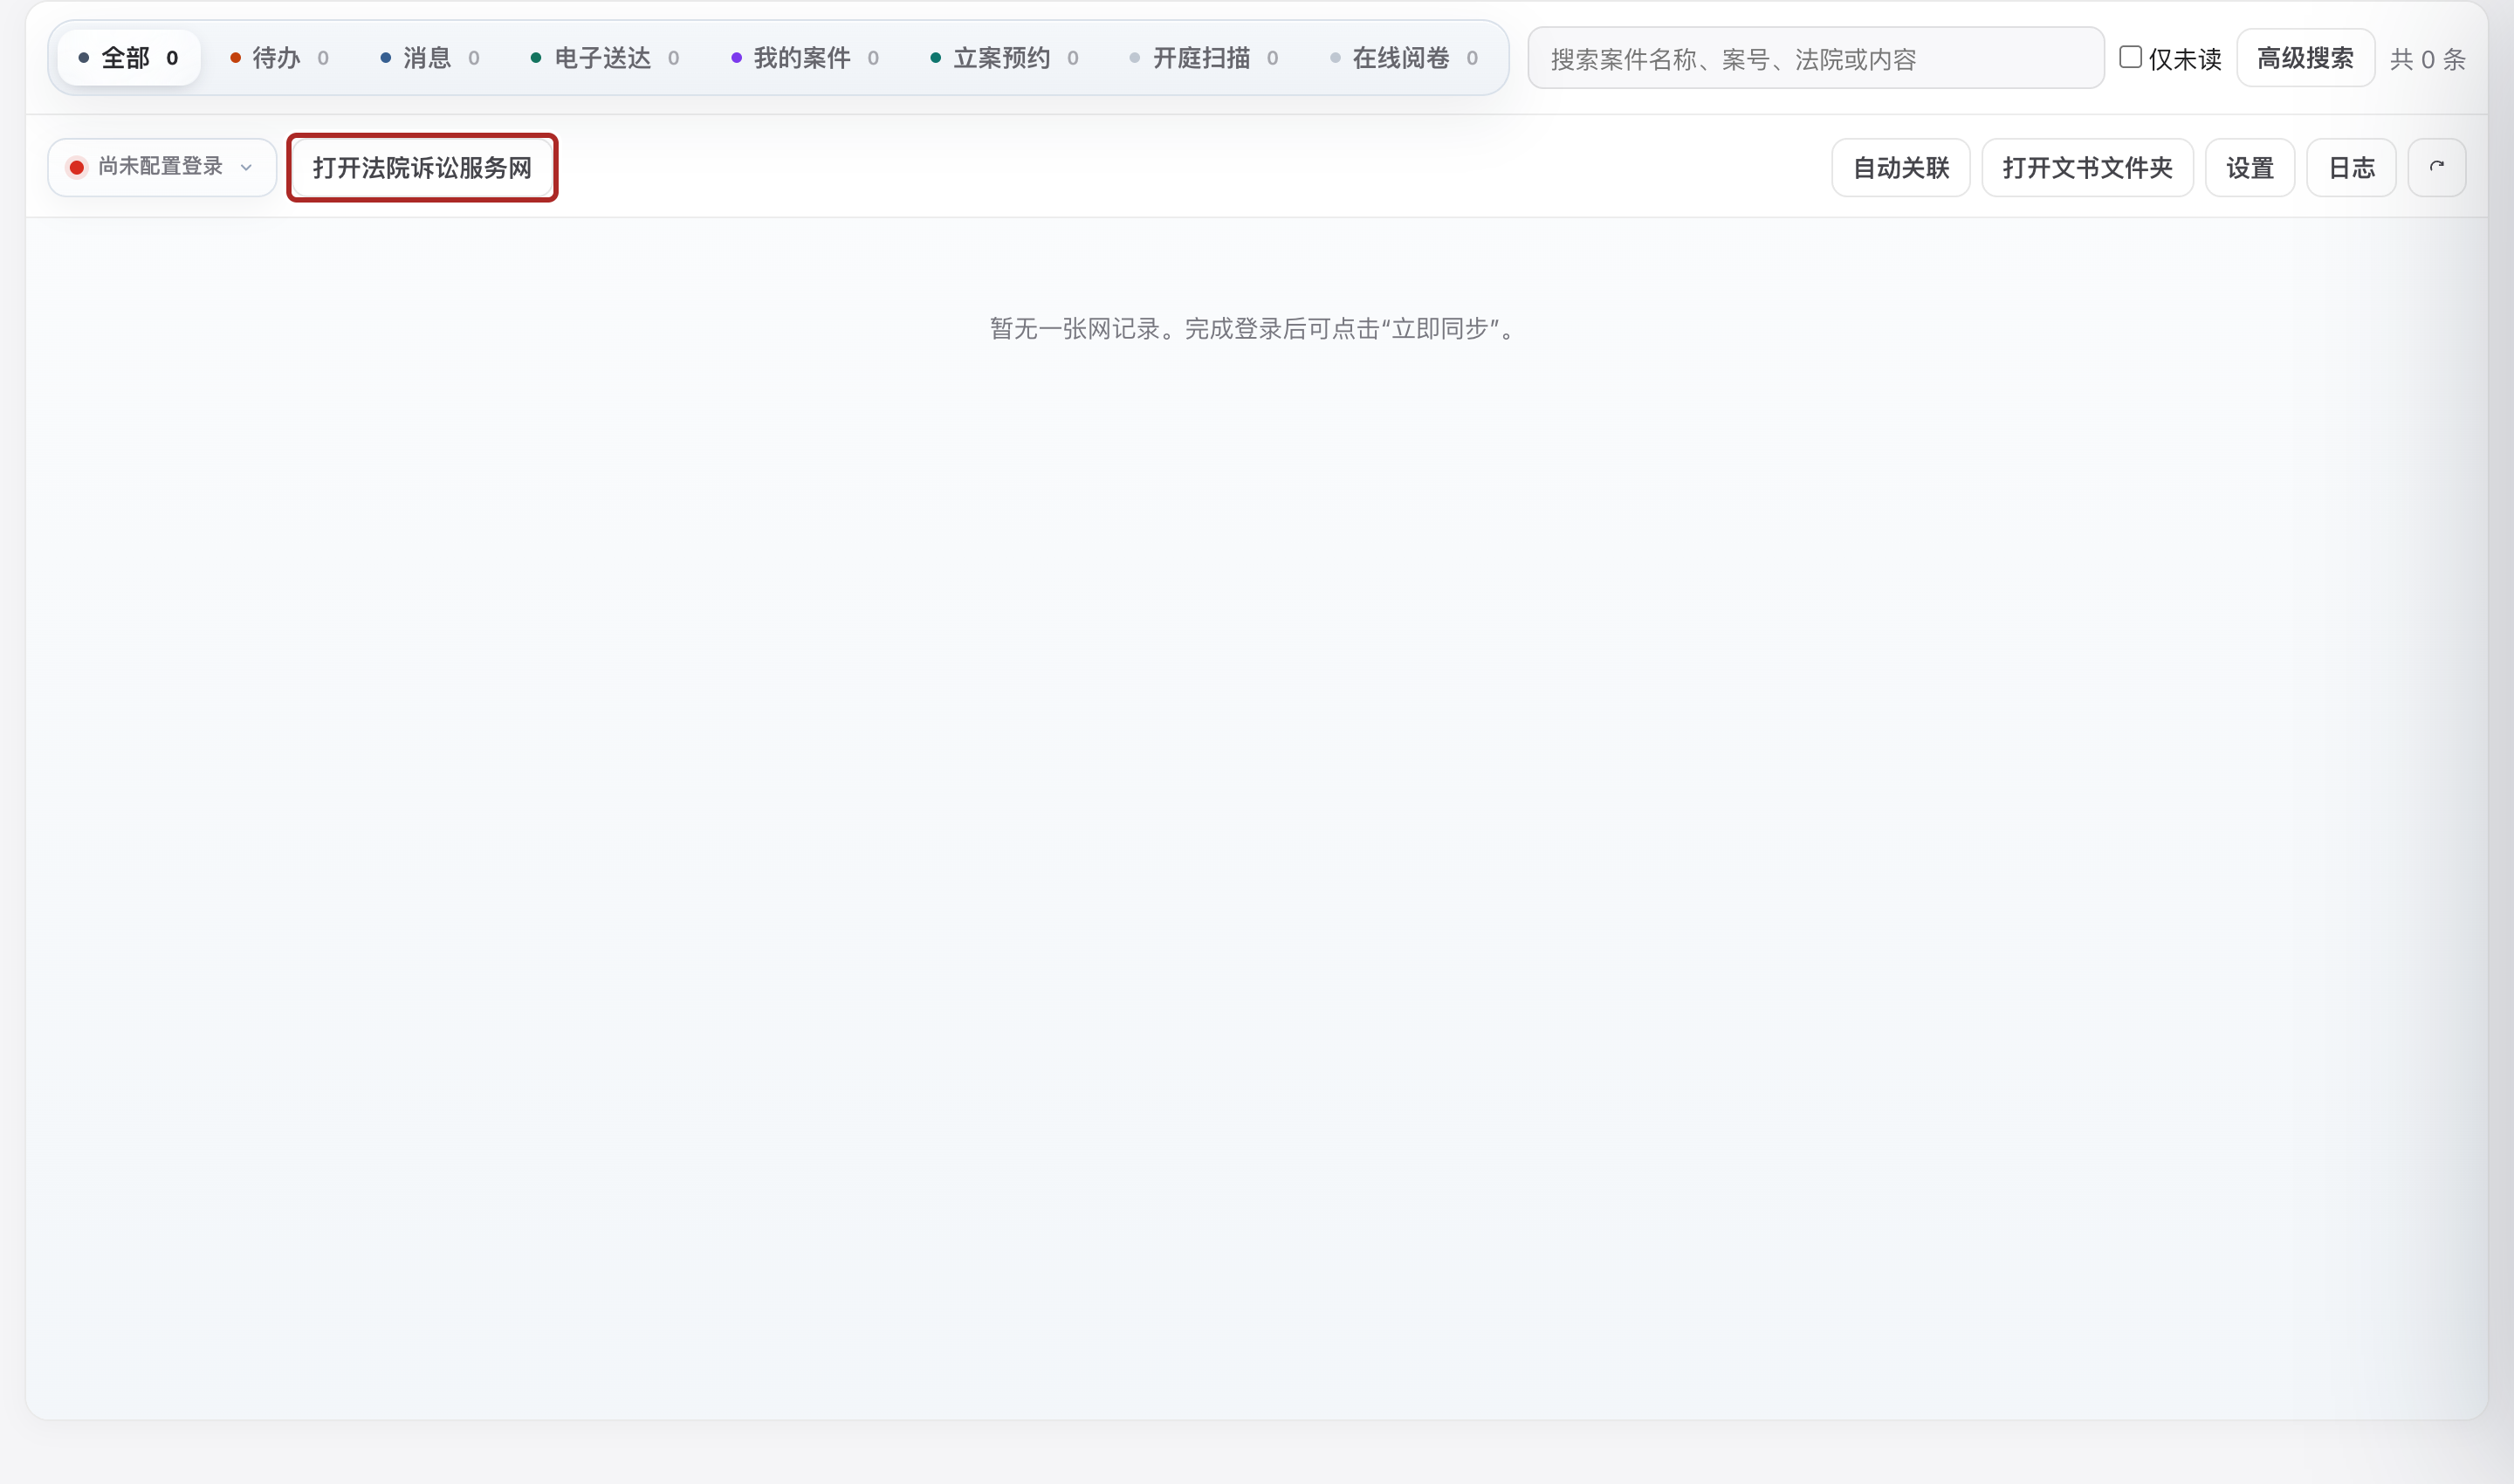 全部 0 待办 0 消息 0 电子送达 0 我的案件 0 立案预约 0 开庭扫描 0 在线阅卷 0 搜索案件名称、案号、法院或内容 仅未读 高级搜索 共 0 条
尚未配置登录 打开法院诉讼服务网 自动关联 打开文书文件夹 设置 日志
暂无一张网记录。完成登录后可点击“立即同步”。